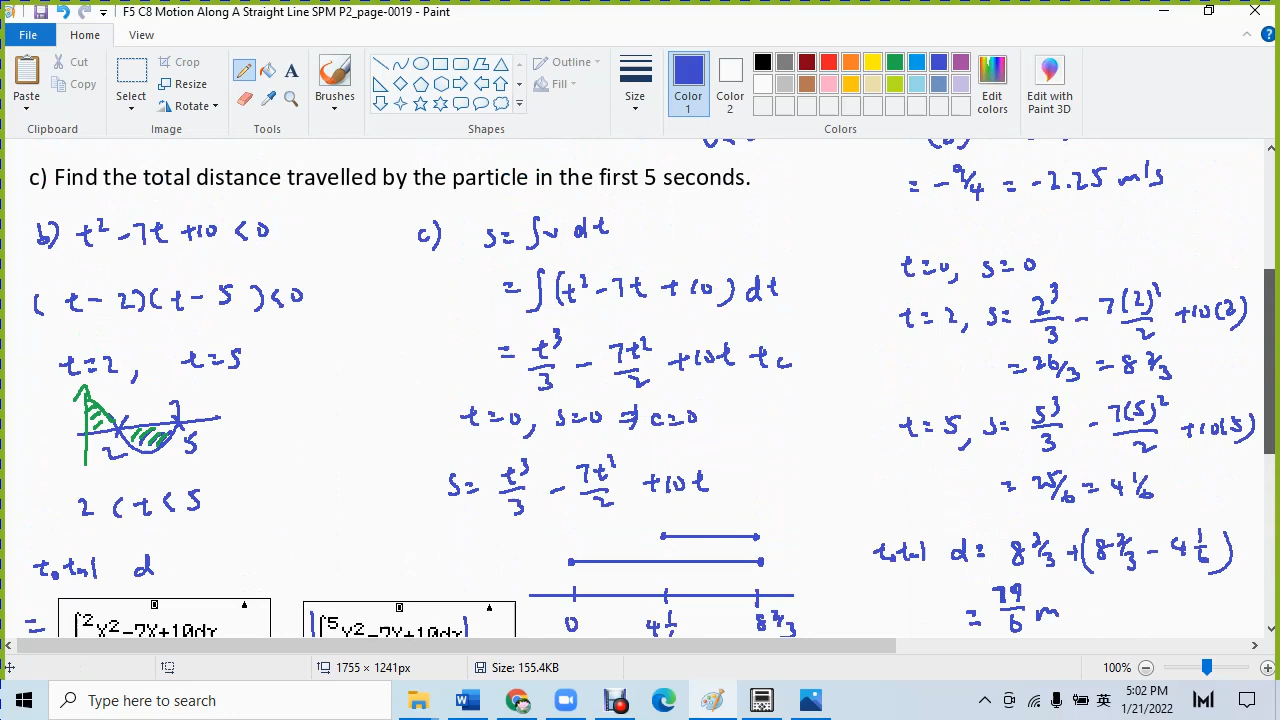 F5 C8 Motion Along A Straight Line SPM P2_page-0019 - Paint
File Home View
Paste
Cut
Copy
Clipboard
Select
Crop
Resize
Rotate
Image
Tools
Brushes
Shapes
Outline
Fill
Size
Color 1
Color 2
Colors
Edit colors
Edit with Paint 3D
c) Find the total distance travelled by the particle in the first 5 seconds.
= -9/4 = -2.25 m/s
b) t² - 7t + 10 < 0
(t - 2)(t - 5) < 0
t=2, t=5
2 5
2 < t < 5
total d
=
∫² X²-7X+10dx
|∫⁵ X²-7X+10dx|
c) s = ∫v dt
= ∫(t² - 7t + 10) dt
= t³/3 - 7t²/2 + 10t + c
t=0, s=0 ⇒ c=0
s = t³/3 - 7t²/2 + 10t
0 8 2/3
t=0, s=0
t=2, s= 2³/3 - 7(2)²/2 + 10(2)
= 26/3 = 8 2/3
t=5, s= 5³/3 - 7(5)²/2 + 10(5)
= 25/6 = 4 1/6
total d = 8 2/3 + (8 2/3 - 4 1/6)
= 79/6 m
1755 × 1241px
Size: 155.4KB
100%
Type here to search
英
5:02 PM
1/21/2022